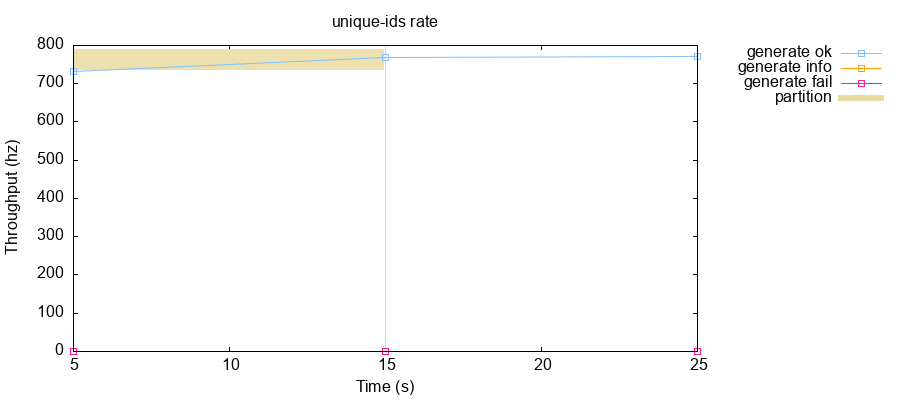 unique-ids rate
800
700
600
500
400
300
200
100
0
5
10
15
20
25
Throughput (hz)
Time (s)
generate ok
generate info
generate fail
partition